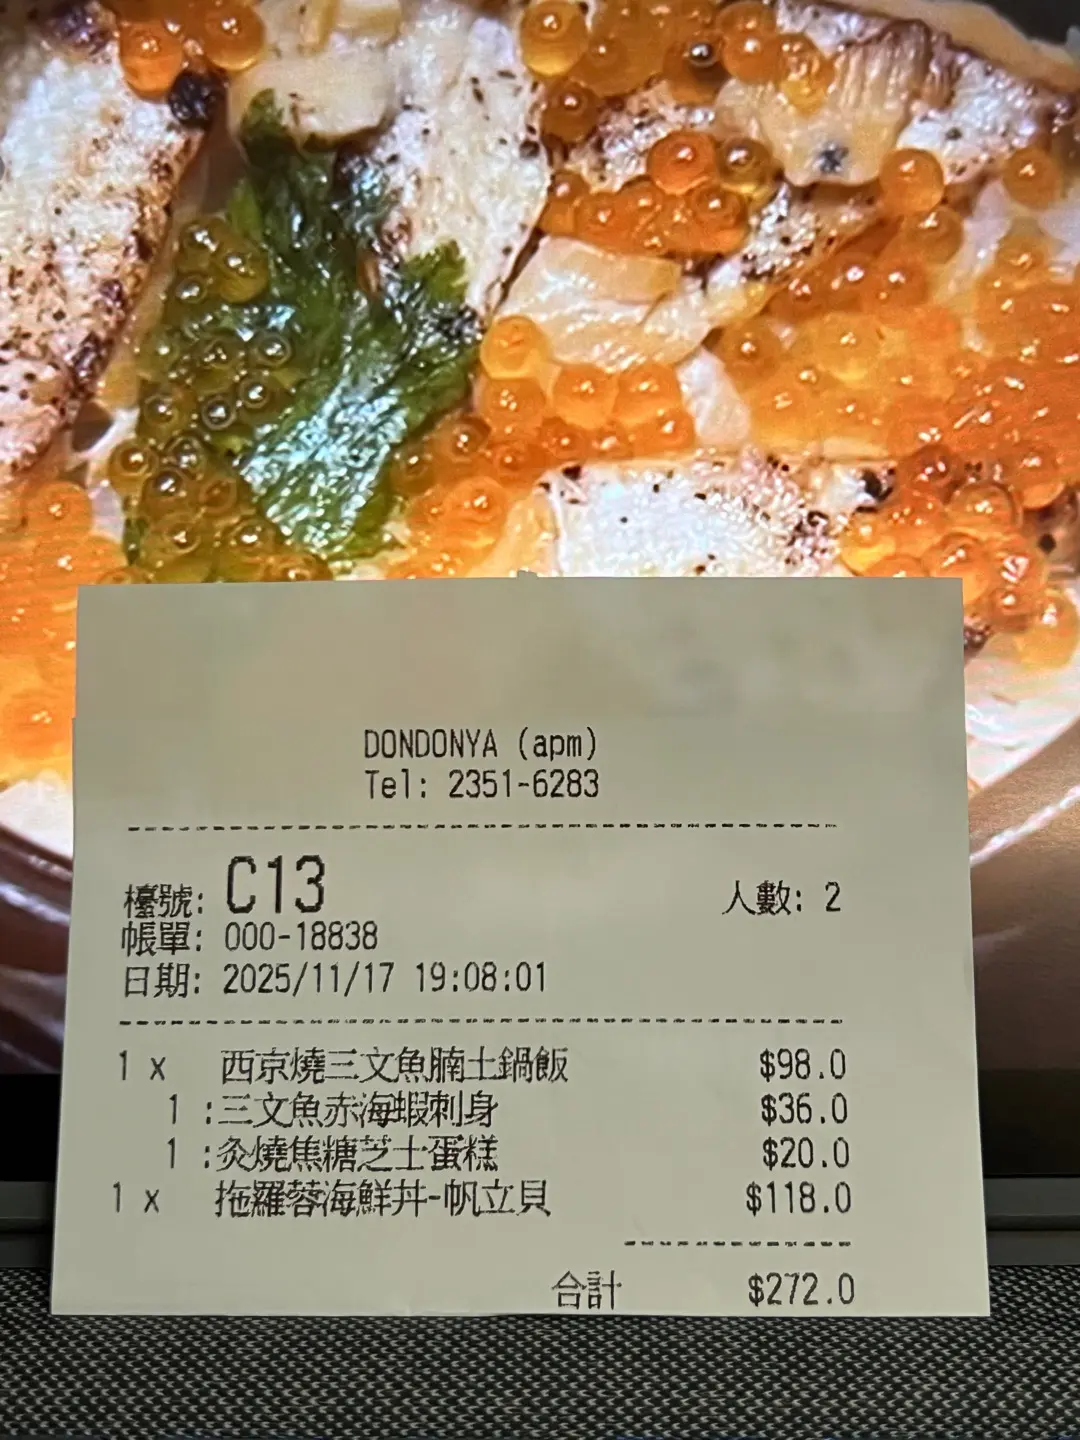 DONDONYA (apm)
Tel: 2351-6283
檯號: C13 人數: 2
帳單: 000-18838
日期: 2025/11/17 19:08:01
1 x 西京燒三文魚腩土鍋飯 $98.0
1 :三文魚赤海蝦刺身 $36.0
1 :灸燒焦糖芝士蛋糕 $20.0
1 x 拖羅蓉海鮮丼-帆立貝 $118.0
合計 $272.0